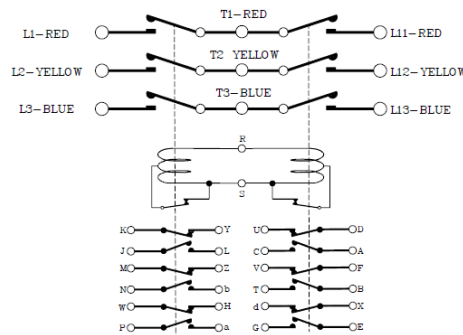 L1-RED T1-RED L11-RED
L2-YELLOW T2 YELLOW L12-YELLOW
L3-BLUE T3-BLUE L13-BLUE
R
S
K Y U D
J L C A
M Z V F
N b T B
W H d X
P a G E